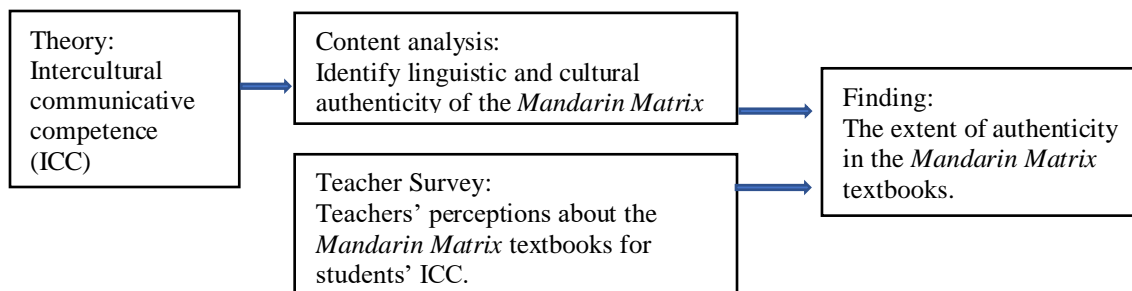 Theory:
Intercultural
communicative
competence
(ICC)
Content analysis:
Identify linguistic and cultural
authenticity of the Mandarin Matrix
Teacher Survey:
Teachers’ perceptions about the
Mandarin Matrix textbooks for
students’ ICC.
Finding:
The extent of authenticity
in the Mandarin Matrix
textbooks.